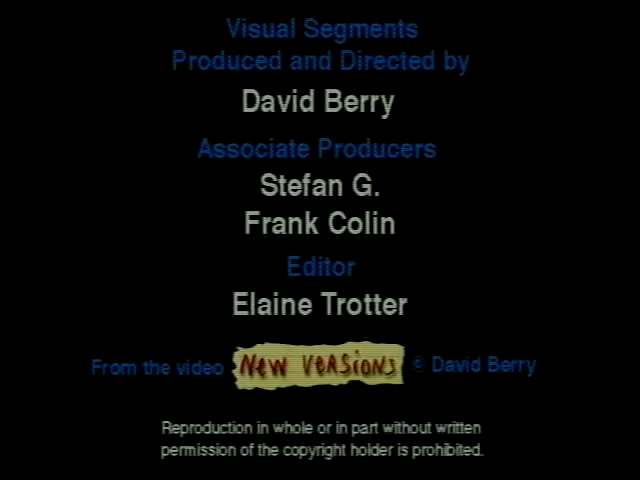 Visual Segments
Produced and Directed by
David Berry
Associate Producers
Stefan G.
Frank Colin
Editor
Elaine Trotter
From the video New Versions © David Berry
Reproduction in whole or in part without written
permission of the copyright holder is prohibited.